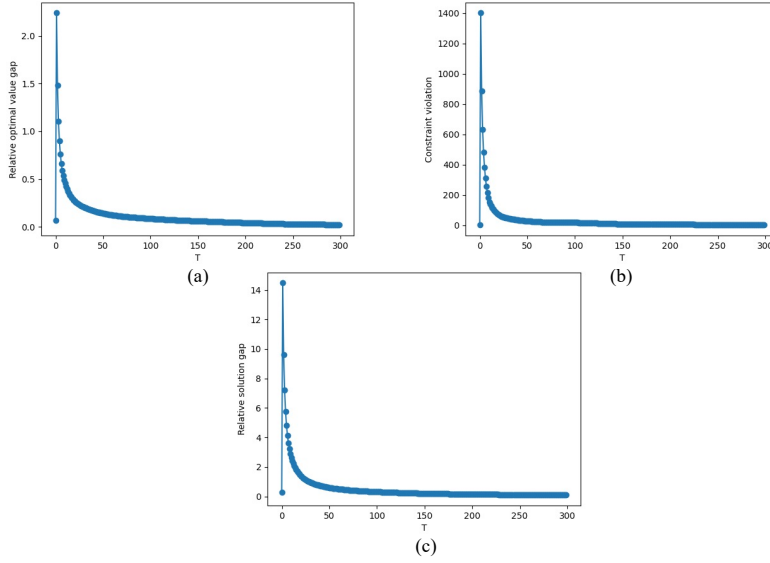 Relative optimal value gap
2.0
1.5
1.0
0.5
0.0
0 50 100 150 200 250 300
T
(a)
Constraint violation
1400
1200
1000
800
600
400
200
0
0 50 100 150 200 250 300
T
(b)
Relative solution gap
14
12
10
8
6
4
2
0
0 50 100 150 200 250 300
T
(c)